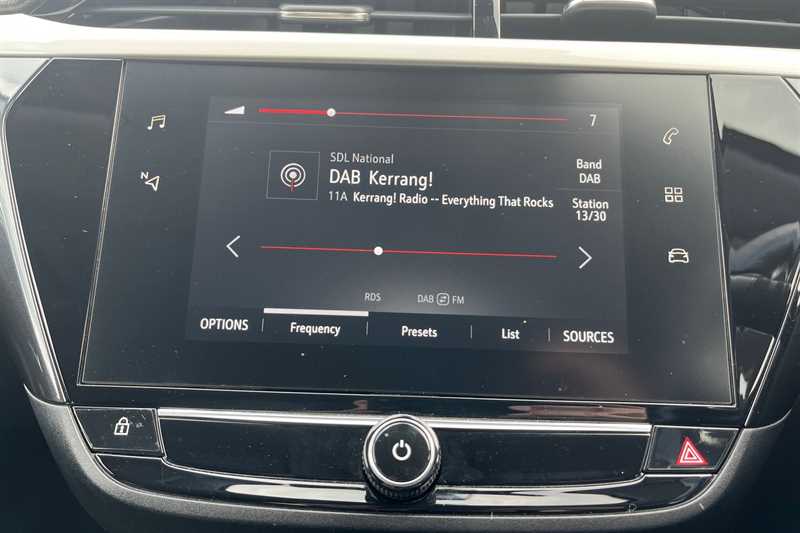 7
SDL National
DAB Kerrang!
11A Kerrang! Radio -- Everything That Rocks
Band
DAB
Station
13/30
N
RDS
DAB FM
OPTIONS Frequency Presets List SOURCES